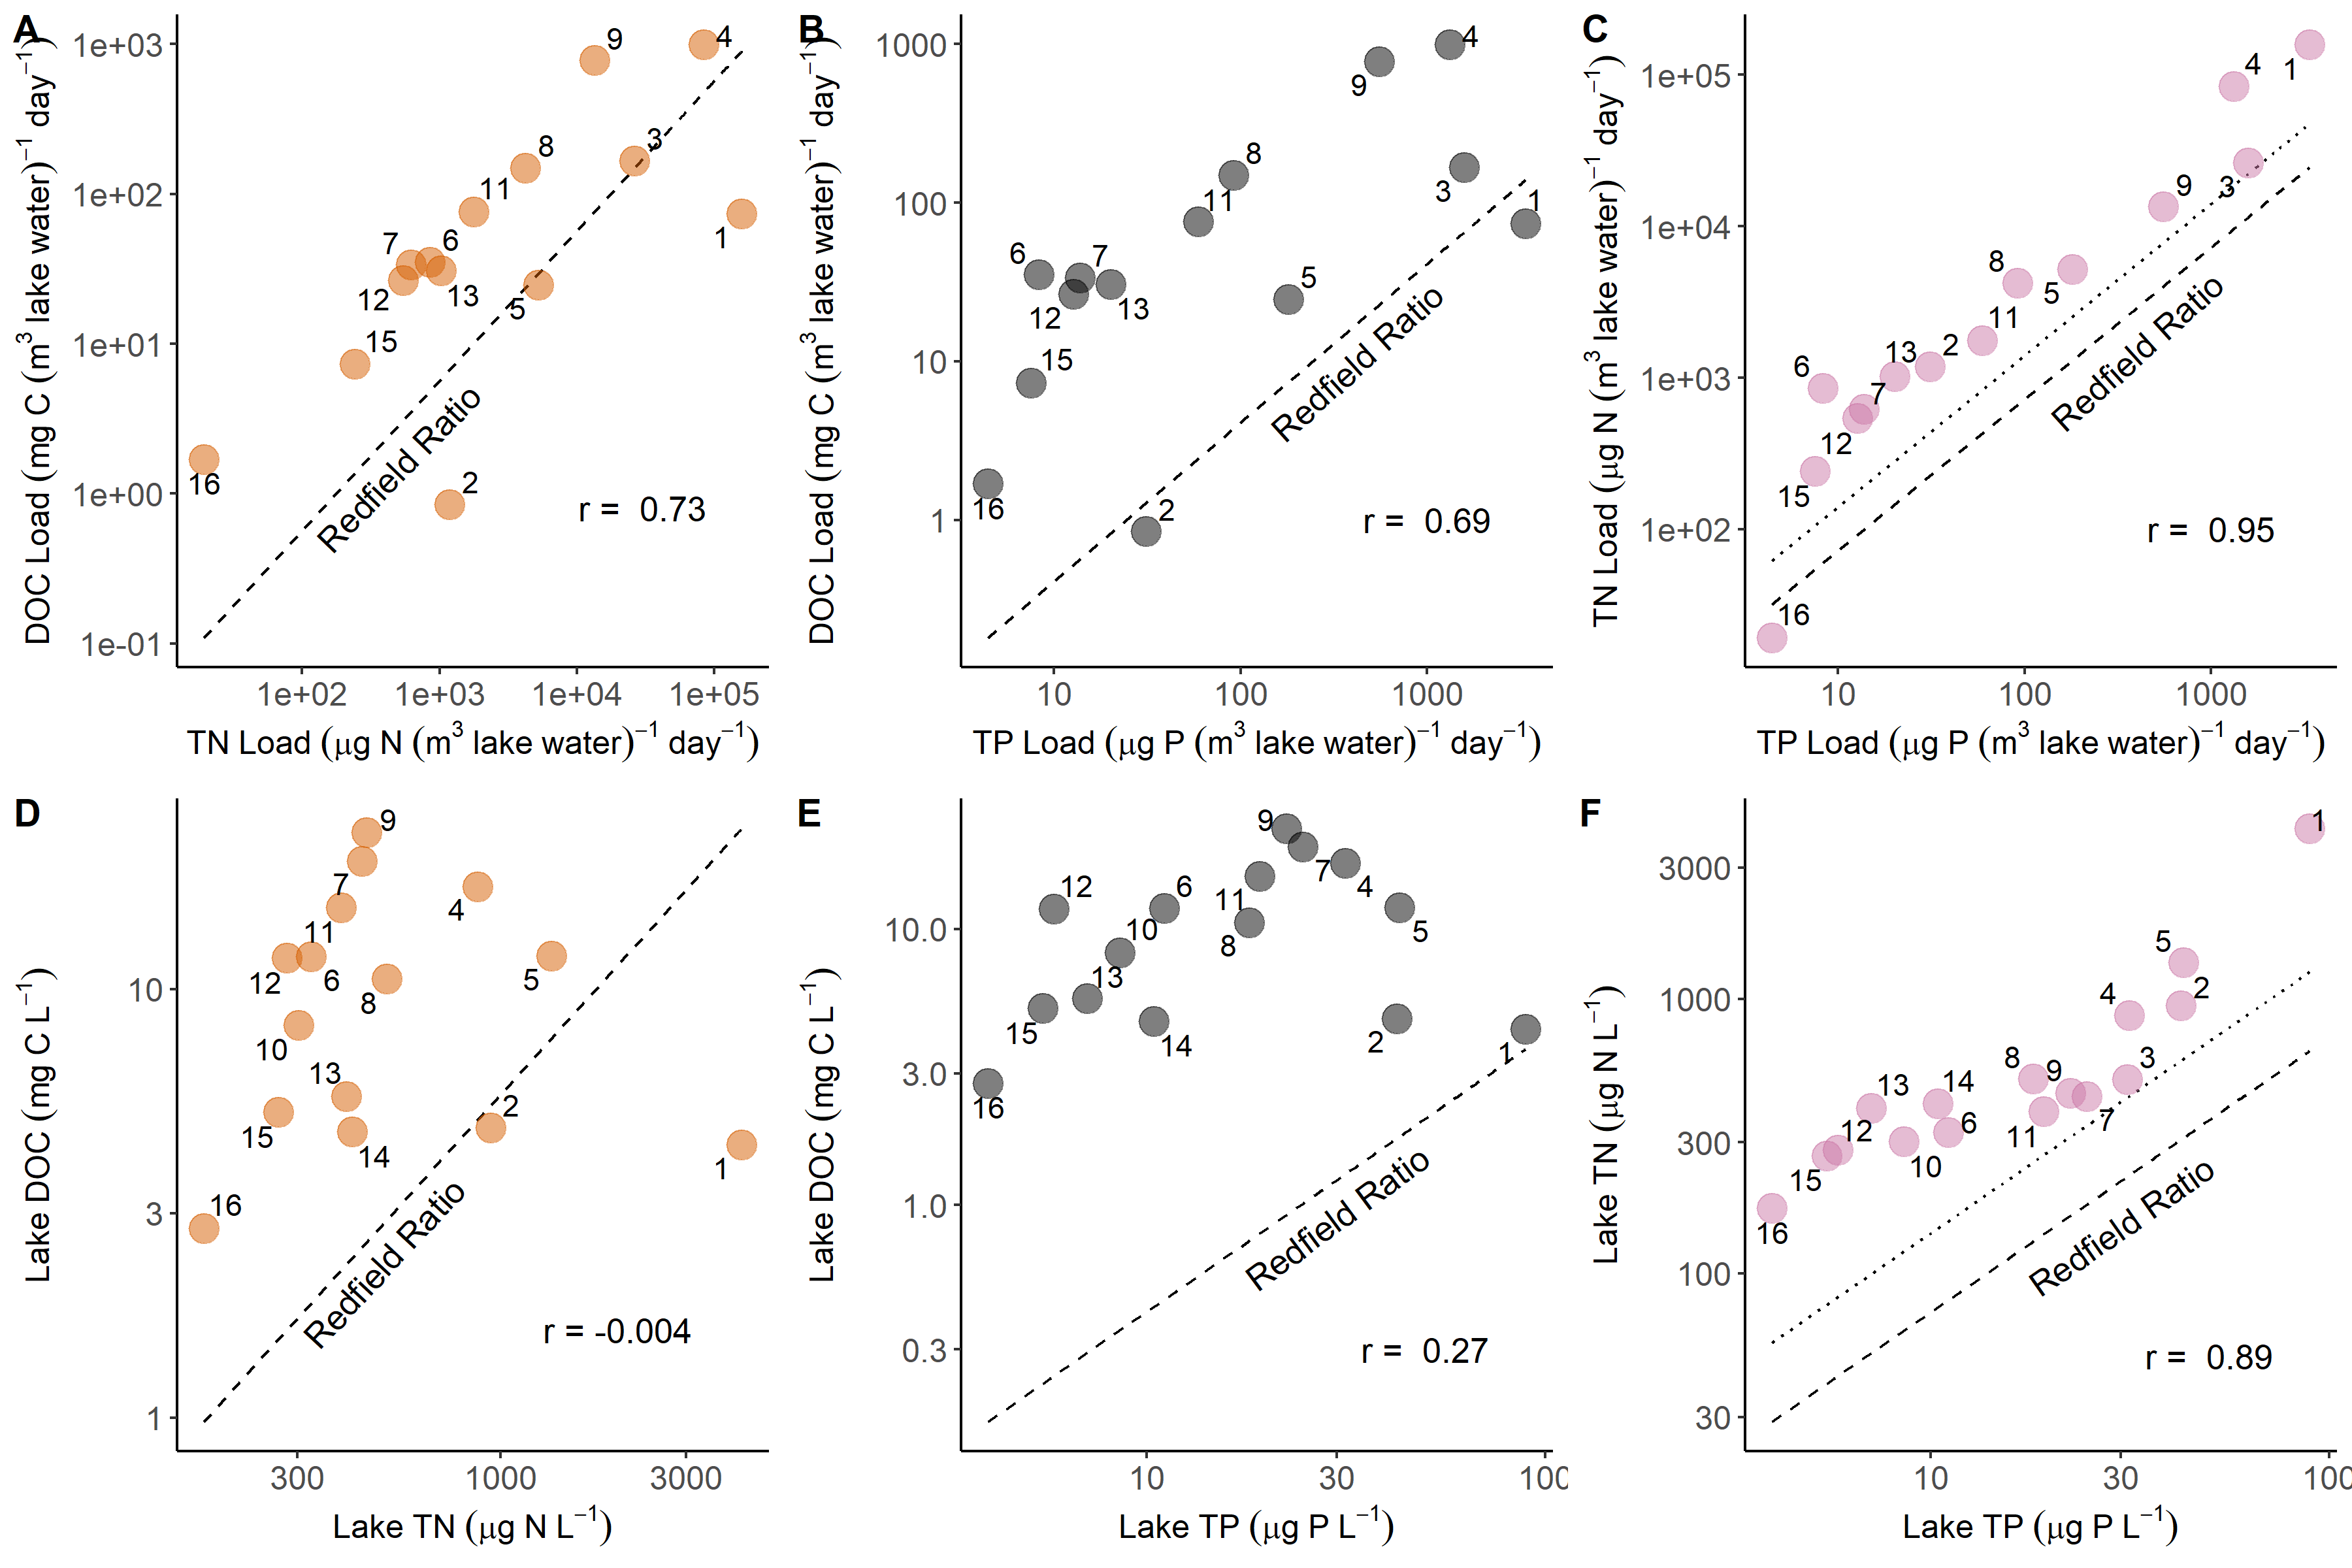 A
DOC Load (mg C (m³ lake water)⁻¹ day⁻¹)
1e+03
1e+02
1e+01
1e+00
1e-01
9
4
3
8
11
1
7
6
12
13
5
15
16
2
Redfield Ratio
r = 0.73
1e+02
1e+03
1e+04
1e+05
TN Load (μg N (m³ lake water)⁻¹ day⁻¹)
B
DOC Load (mg C (m³ lake water)⁻¹ day⁻¹)
1000
100
10
1
4
9
8
3
11
1
6
7
5
12
13
15
16
2
Redfield Ratio
r = 0.69
10
100
1000
TP Load (μg P (m³ lake water)⁻¹ day⁻¹)
C
TN Load (μg N (m³ lake water)⁻¹ day⁻¹)
1e+05
1e+04
1e+03
1e+02
4
1
9
3
8
5
11
13
2
6
7
12
15
16
Redfield Ratio
r = 0.95
10
100
1000
TP Load (μg P (m³ lake water)⁻¹ day⁻¹)
D
Lake DOC (mg C L⁻¹)
10
3
1
9
7
4
11
12
6
8
5
10
13
15
14
2
1
16
Redfield Ratio
r = -0.004
300
1000
3000
Lake TN (μg N L⁻¹)
E
Lake DOC (mg C L⁻¹)
10.0
3.0
1.0
0.3
9
7
4
12
6
11
10
8
5
13
15
14
2
1
16
Redfield Ratio
r = 0.27
10
30
100
Lake TP (μg P L⁻¹)
F
Lake TN (μg N L⁻¹)
3000
1000
300
100
30
1
5
2
4
8
9
3
13
14
12
6
11
7
10
15
16
Redfield Ratio
r = 0.89
10
30
100
Lake TP (μg P L⁻¹)